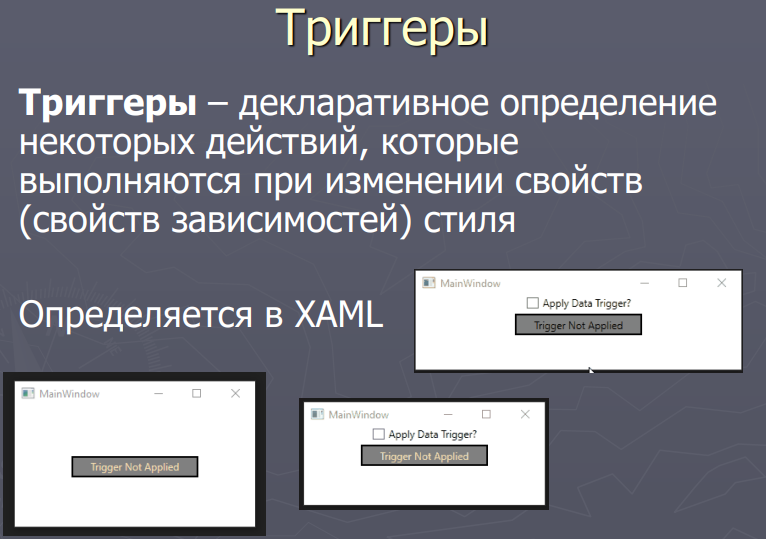 Триггеры
Триггеры – декларативное определение
некоторых действий, которые
выполняются при изменении свойств
(свойств зависимостей) стиля
Определяется в XAML
MainWindow
Apply Data Trigger?
Trigger Not Applied
MainWindow
Trigger Not Applied
MainWindow
Apply Data Trigger?
Trigger Not Applied